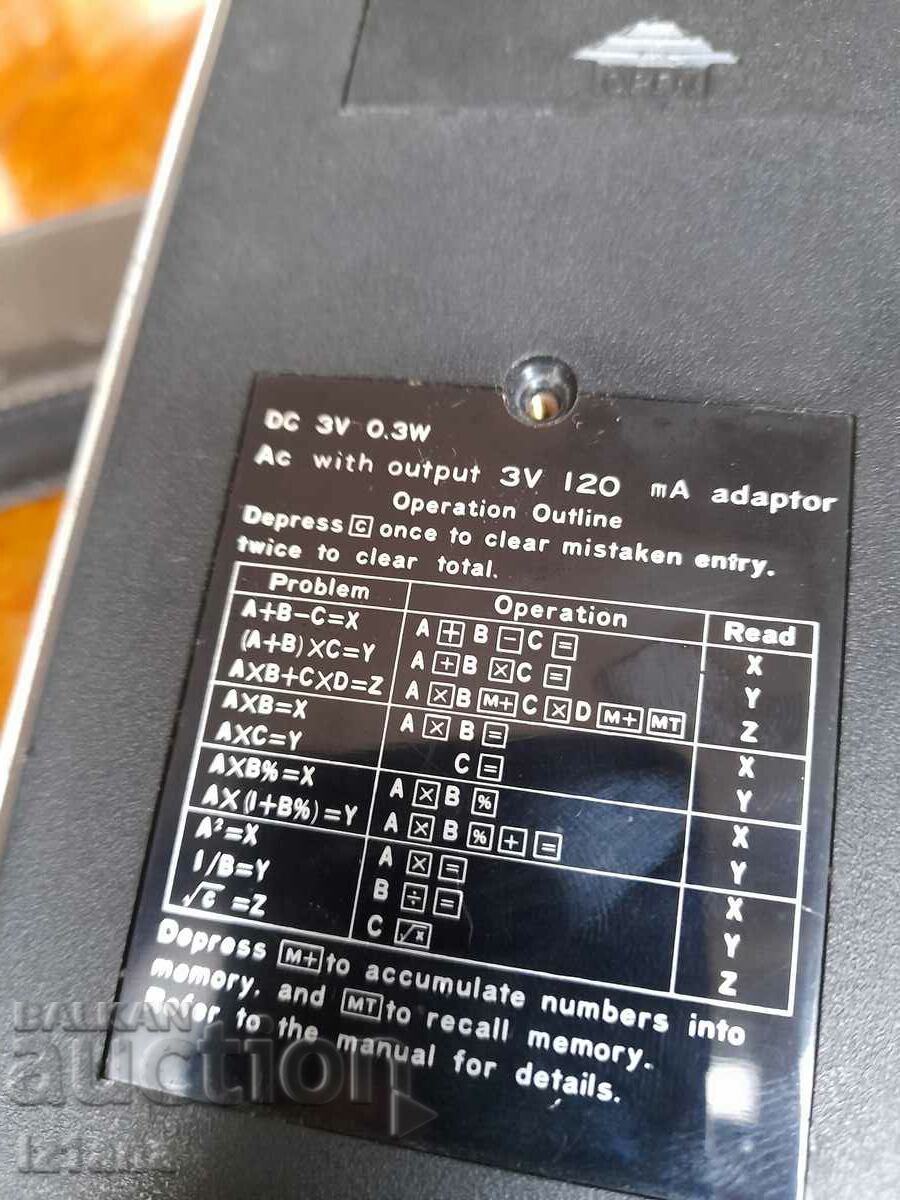 OPEN
DC 3V 0.3W
Ac with output 3V 120 mA adaptor
Operation Outline
Depress C once to clear mistaken entry.
twice to clear total.
Problem Operation Read
A+B-C=X A + B - C = X
(A+B)×C=Y A + B × C = Y
A×B+C×D=Z A × B M+ C × D M+ MT Z
A×B=X A × B = X
A×C=Y C = Y
A×B%=X A × B % X
A×(1+B%)=Y A × B % + = Y
A²=X A × = X
1/B=Y B ÷ = Y
√C =Z C √x Z
Depress M+ to accumulate numbers into
memory. and MT to recall memory.
Refer to the manual for details.
BALKAN
auction